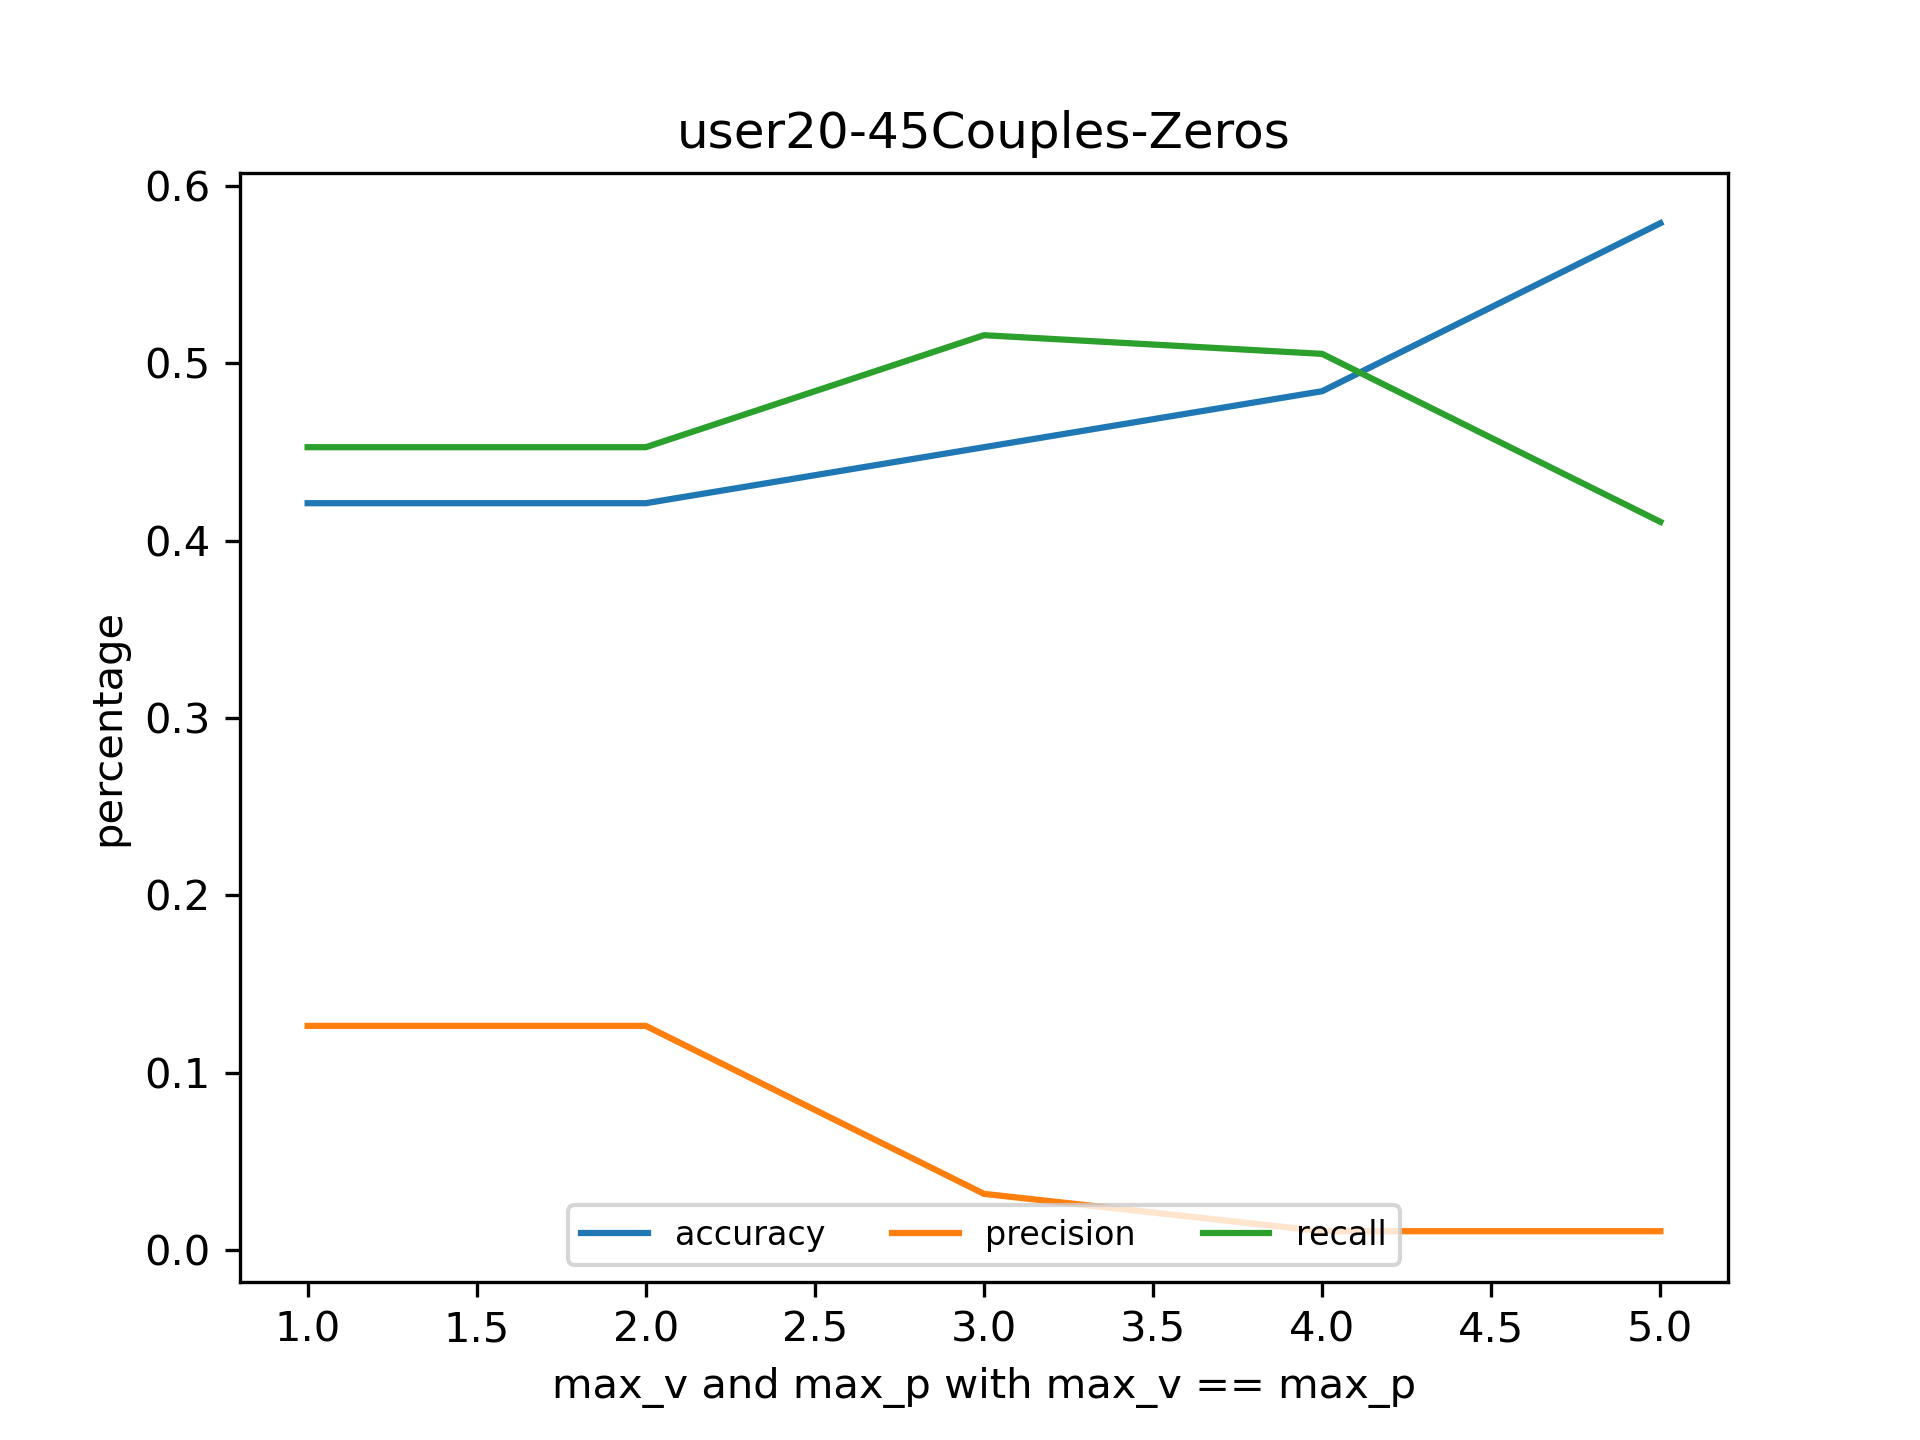 user20-45Couples-Zeros
0.6
0.5
0.4
0.3
0.2
0.1
0.0
percentage
accuracy precision recall
1.0 1.5 2.0 2.5 3.0 3.5 4.0 4.5 5.0
max_v and max_p with max_v == max_p